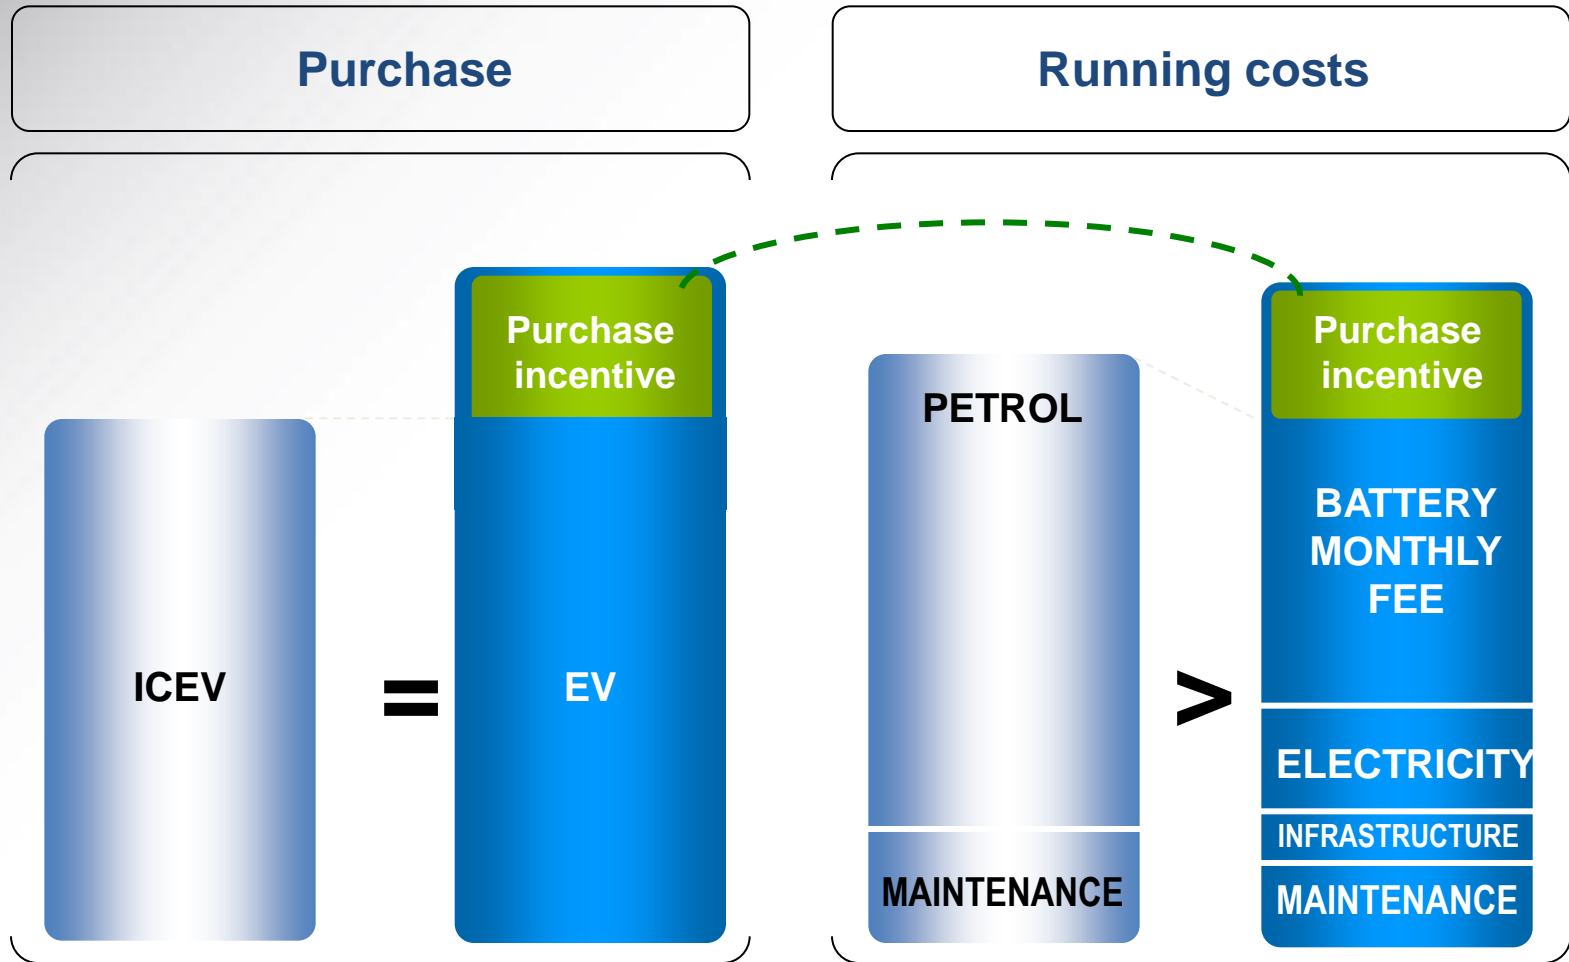 Purchase
Running costs
Purchase
incentive
ICEV
=
EV
PETROL
MAINTENANCE
>
Purchase
incentive
BATTERY
MONTHLY
FEE
ELECTRICITY
INFRASTRUCTURE
MAINTENANCE